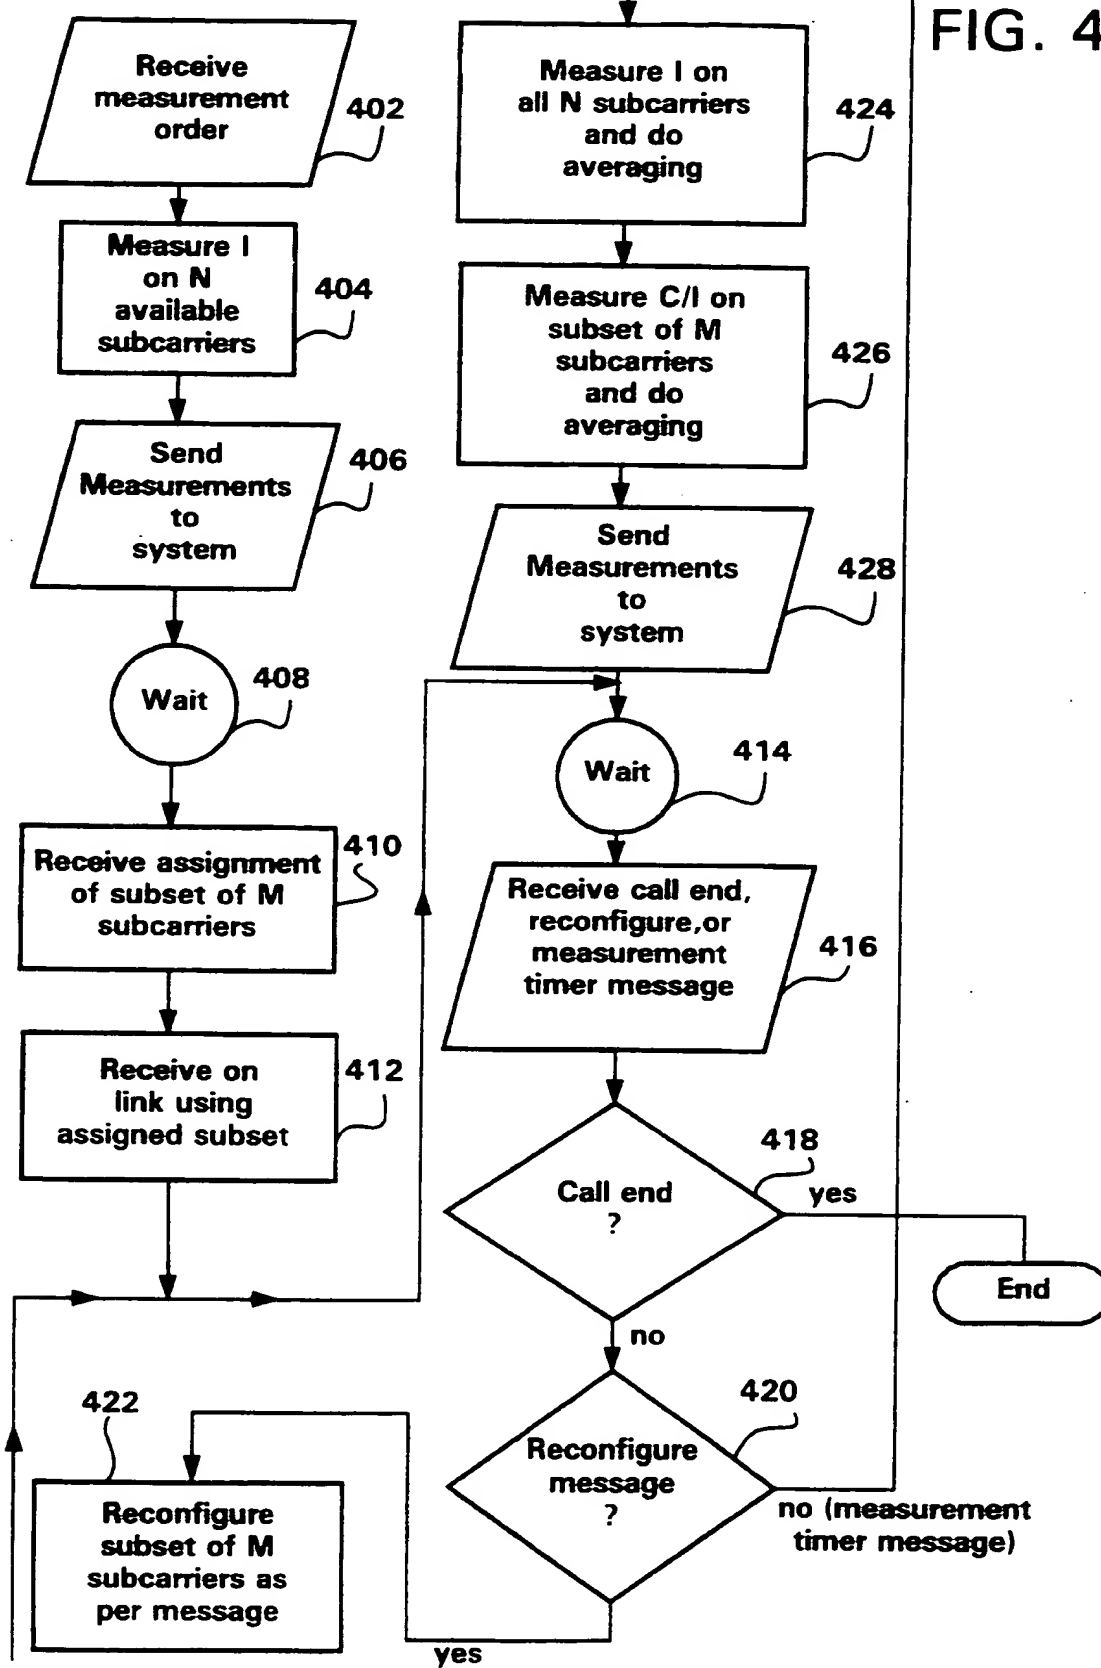 FIG. 4
Receive
measurement
order
402
Measure I
on N
available
subcarriers
404
Send
Measurements
to
system
406
Wait
408
Receive assignment
of subset of M
subcarriers
410
Receive on
link using
assigned subset
412
422
Reconfigure
subset of M
subcarriers as
per message
Measure I on
all N subcarriers
and do
averaging
424
Measure C/I on
subset of M
subcarriers
and do
averaging
426
Send
Measurements
to
system
428
Wait
414
Receive call end,
reconfigure,or
measurement
timer message
416
Call end
?
418
yes
End
no
Reconfigure
message
?
420
no (measurement
timer message)
yes